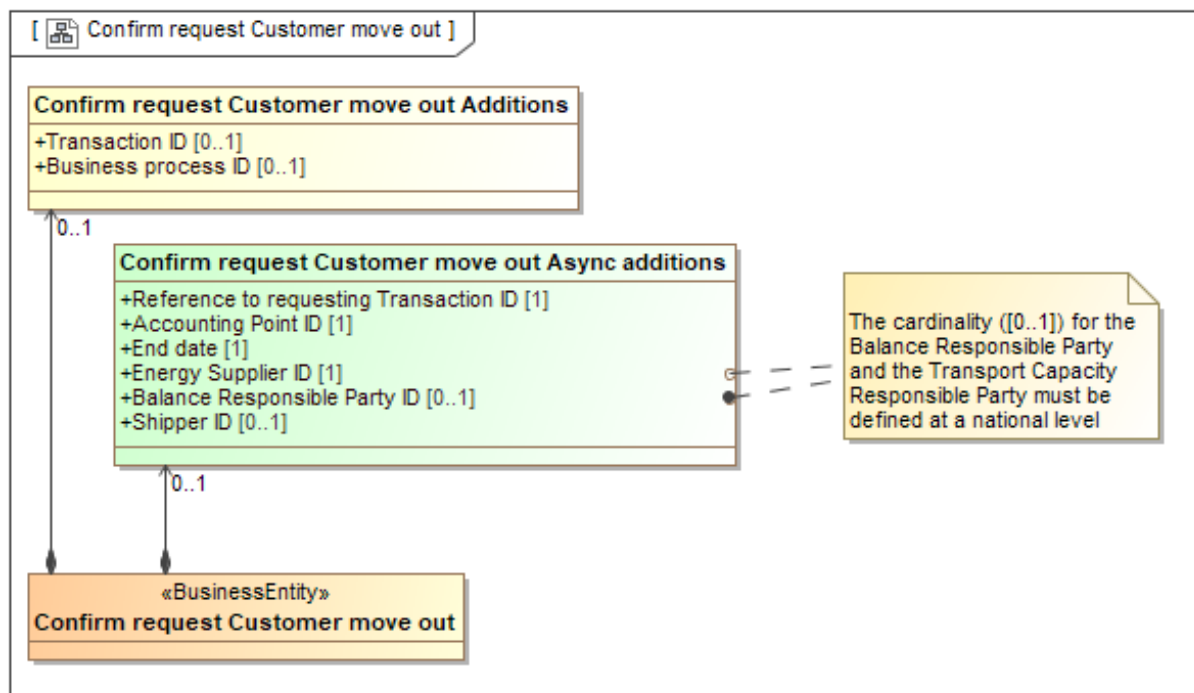 [ Confirm request Customer move out ]
Confirm request Customer move out Additions
+Transaction ID [0..1]
+Business process ID [0..1]
0..1
Confirm request Customer move out Async additions
+Reference to requesting Transaction ID [1]
+Accounting Point ID [1]
+End date [1]
+Energy Supplier ID [1]
+Balance Responsible Party ID [0..1]
+Shipper ID [0..1]
The cardinality ([0..1]) for the
Balance Responsible Party
and the Transport Capacity
Responsible Party must be
defined at a national level
0..1
«BusinessEntity»
Confirm request Customer move out